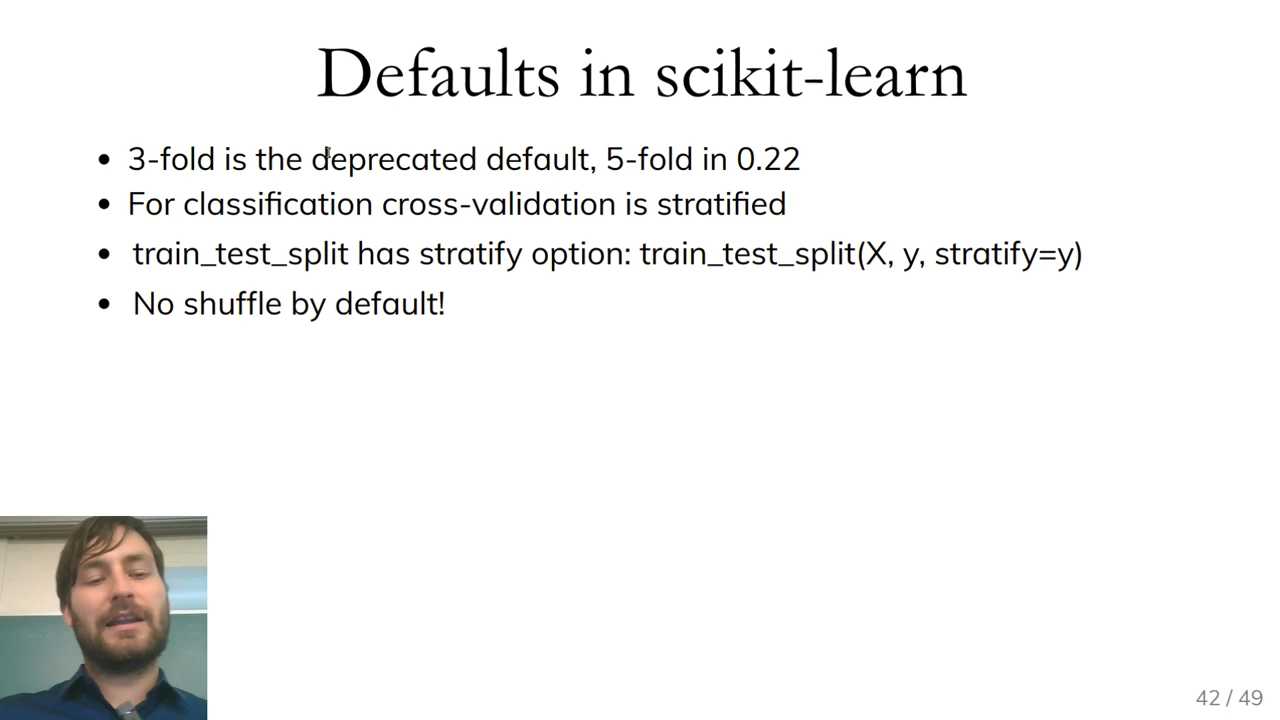 Defaults in scikit-learn
• 3-fold is the deprecated default, 5-fold in 0.22
• For classification cross-validation is stratified
• train_test_split has stratify option: train_test_split(X, y, stratify=y)
• No shuffle by default!
42 / 49